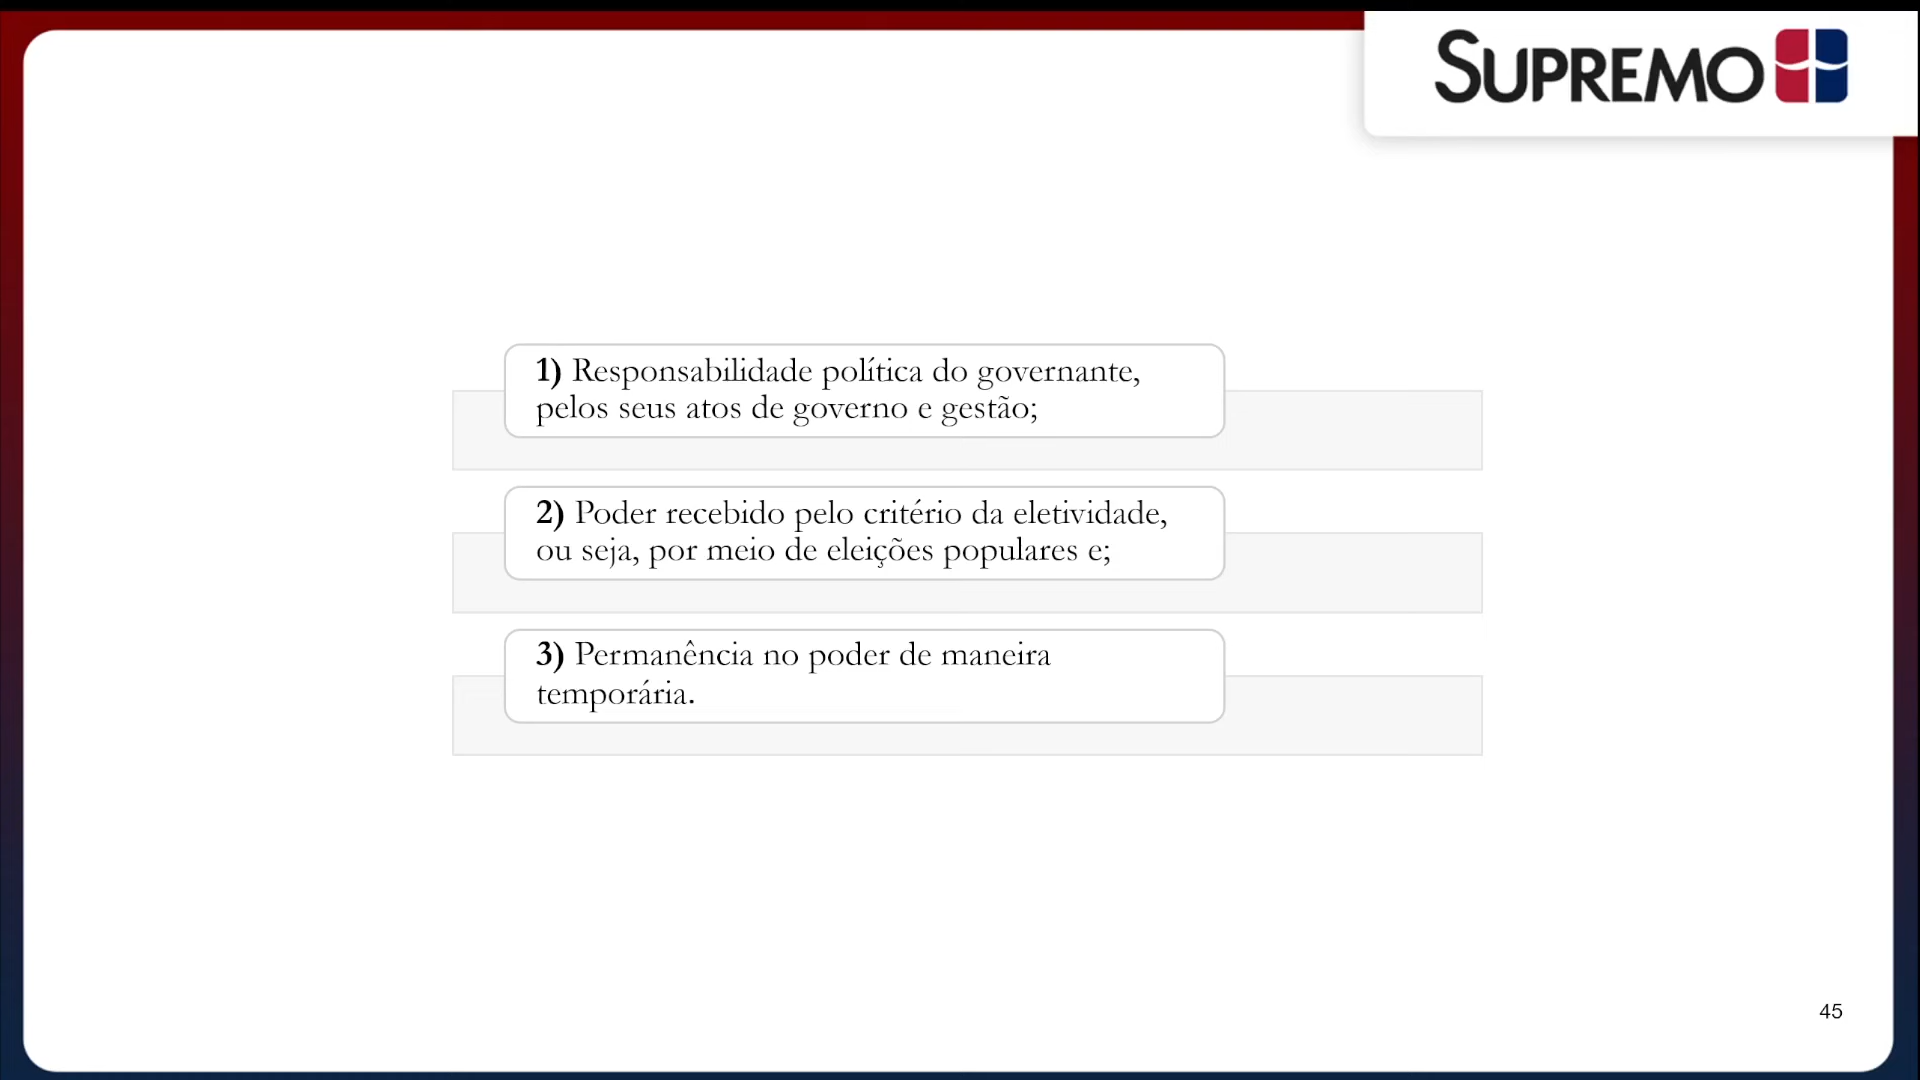 SUPREMO
1) Responsabilidade política do governante,
pelos seus atos de governo e gestão;
2) Poder recebido pelo critério da eletividade,
ou seja, por meio de eleições populares e;
3) Permanência no poder de maneira
temporária.
45